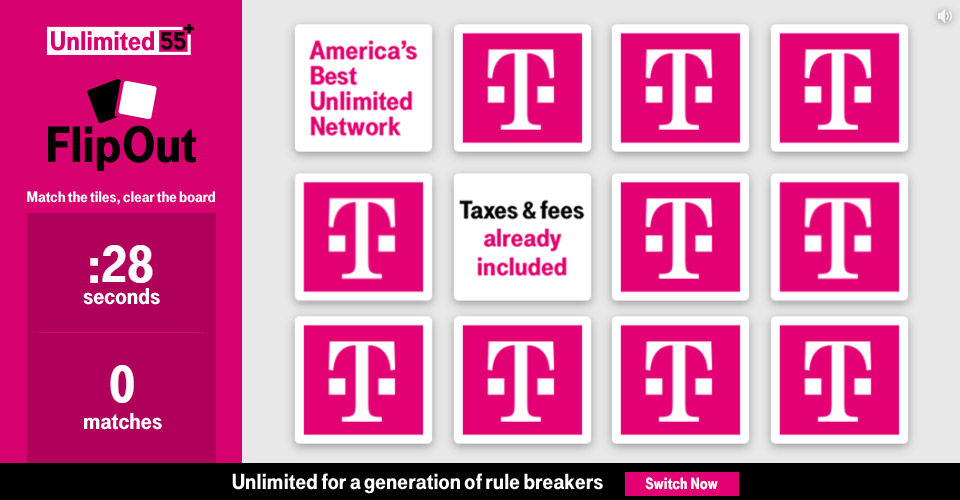 Unlimited 55+
FlipOut
Match the tiles, clear the board
:28
seconds
0
matches
America’s
Best
Unlimited
Network
T
T
T
T
Taxes & fees
already
included
T
T
T
T
T
T
Unlimited for a generation of rule breakers
Switch Now